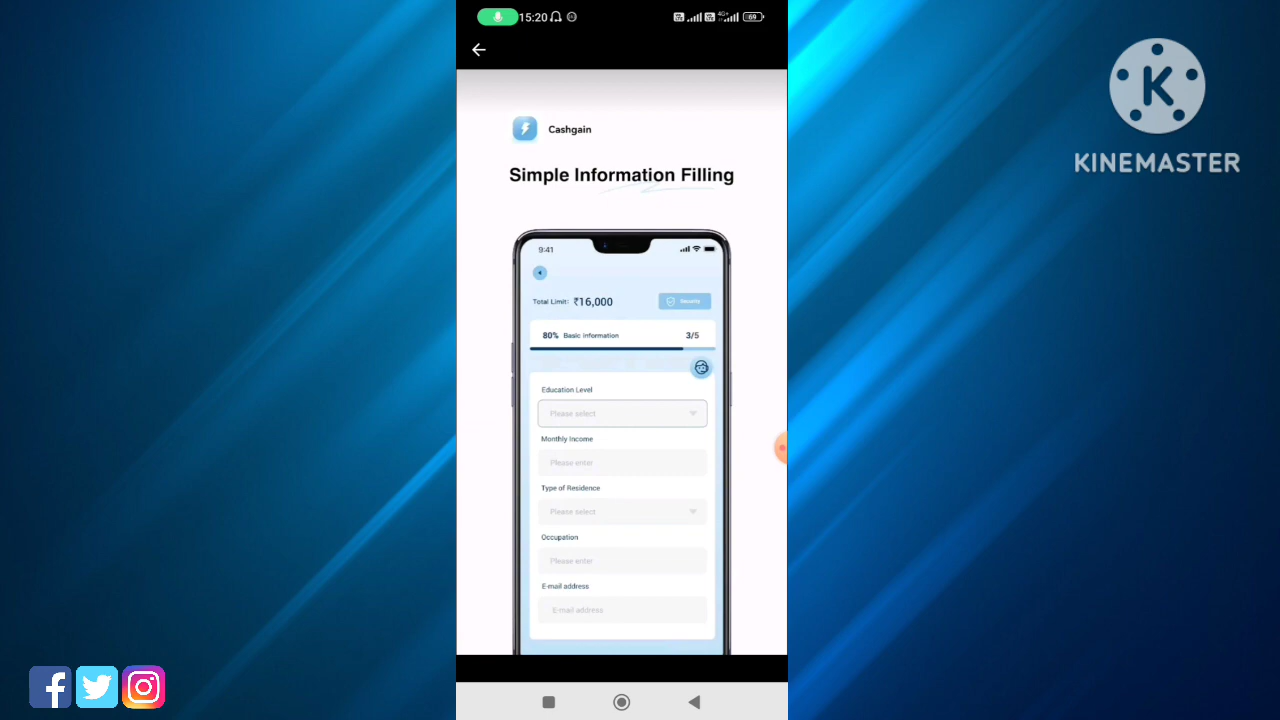 15:20
4G+
69
K
KINEMASTER
Cashgain
Simple Information Filling
9:41
Total Limit: ₹16,000
Security
80% Basic information 3/5
Education Level
Please select
Monthly Income
Please enter
Type of Residence
Please select
Occupation
Please enter
E-mail address
E-mail address